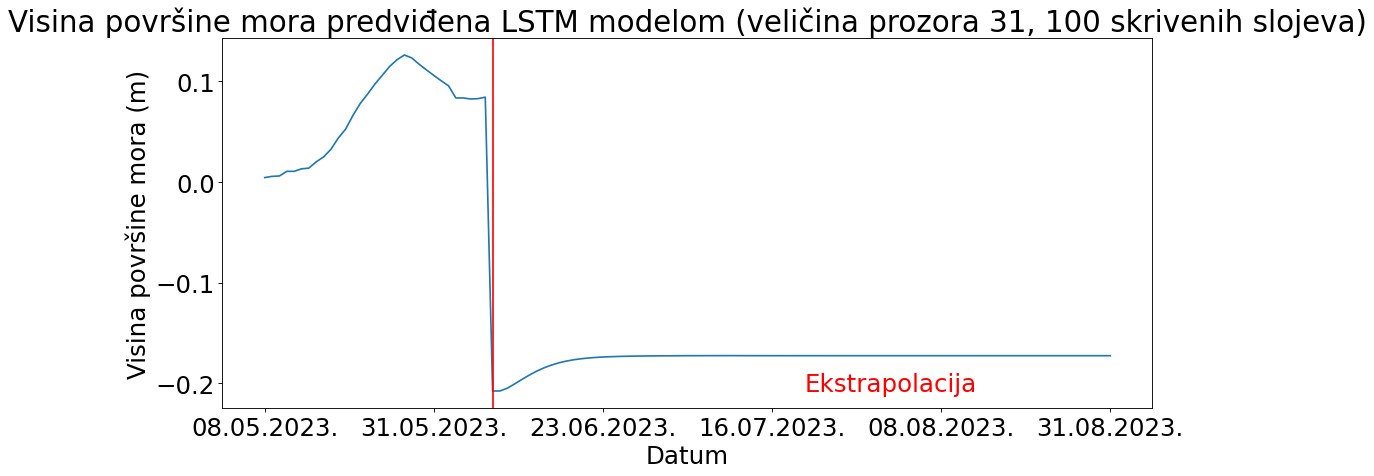 Visina površine mora predviđena LSTM modelom (veličina prozora 31, 100 skrivenih slojeva)
Visina površine mora (m)
0.1
0.0
−0.1
−0.2
Ekstrapolacija
08.05.2023. 31.05.2023. 23.06.2023. 16.07.2023. 08.08.2023. 31.08.2023.
Datum